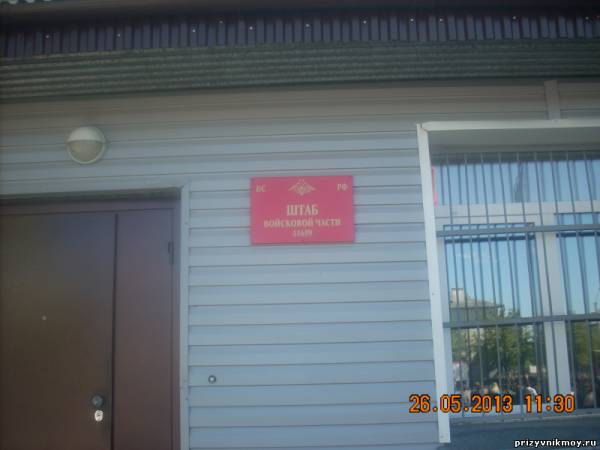 ВС РФ
ШТАБ
ВОЙСКОВОЙ ЧАСТИ
26.05.2013 11:30
prizyvnikmoy.ru